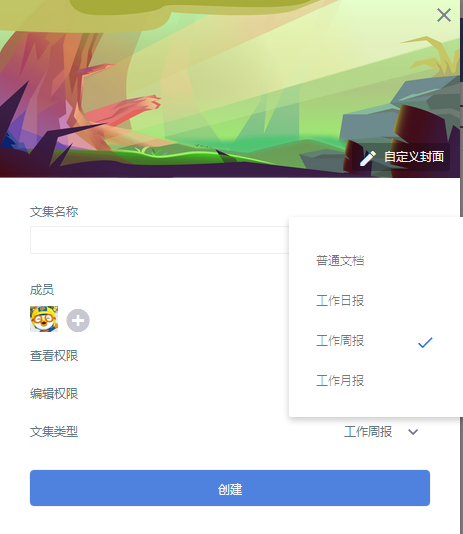 自定义封面
文集名称
普通文档
成员
工作日报
工作周报
查看权限
工作月报
编辑权限
文集类型
工作周报
创建